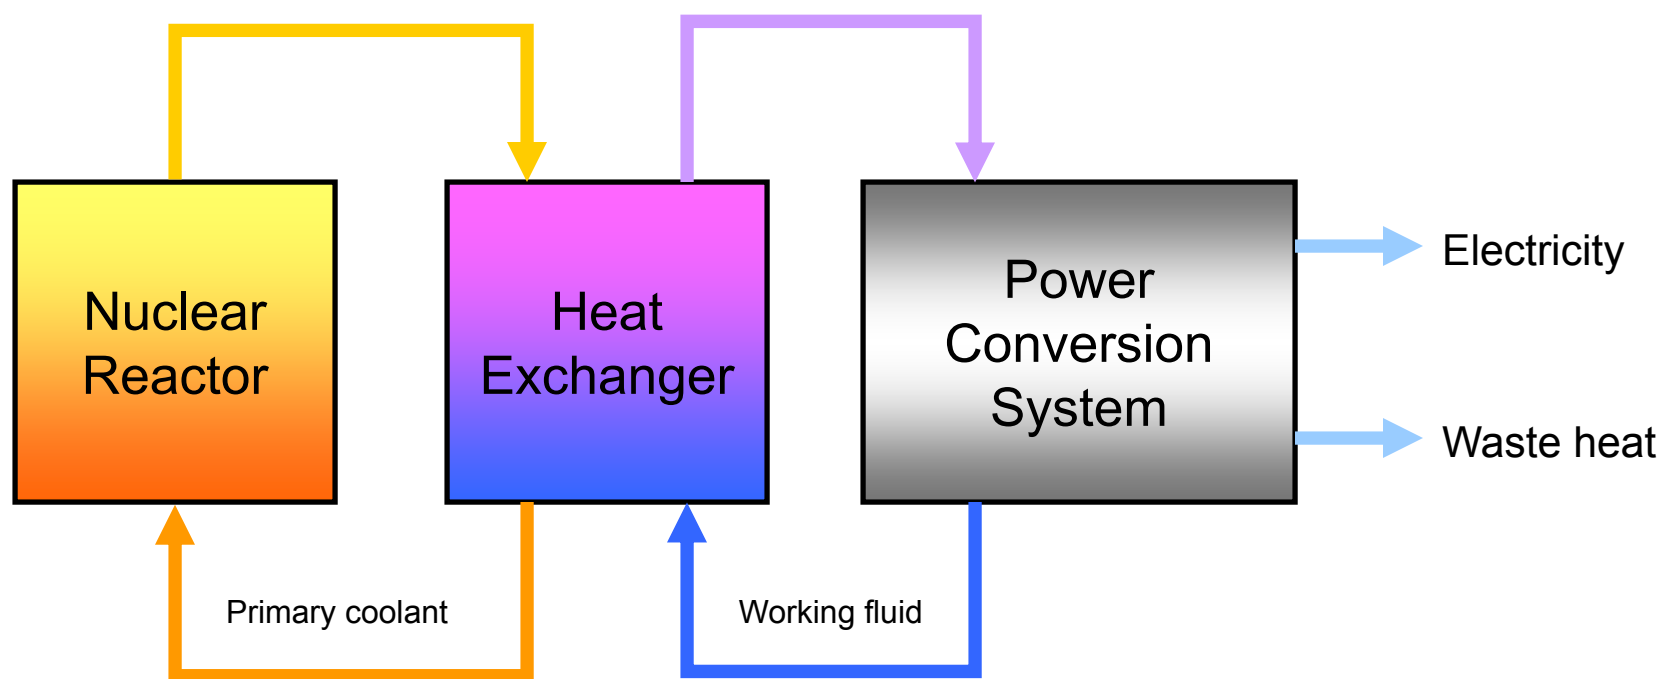 Nuclear
Reactor
Heat
Exchanger
Power
Conversion
System
Electricity
Waste heat
Primary coolant
Working fluid